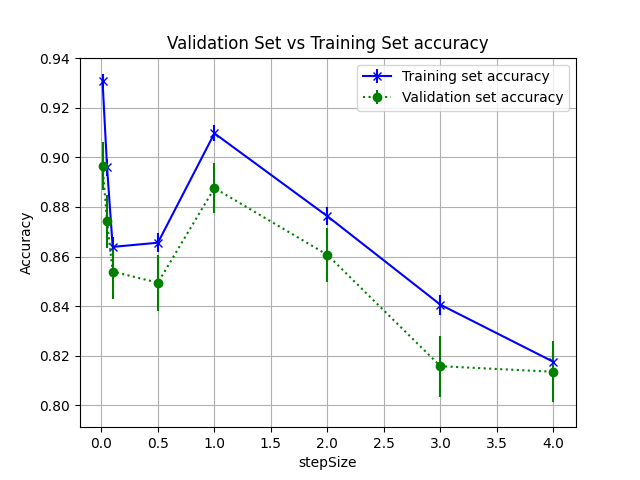 Validation Set vs Training Set accuracy
Training set accuracy
Validation set accuracy
0.94
0.92
0.90
0.88
0.86
0.84
0.82
0.80
Accuracy
0.0 0.5 1.0 1.5 2.0 2.5 3.0 3.5 4.0
stepSize